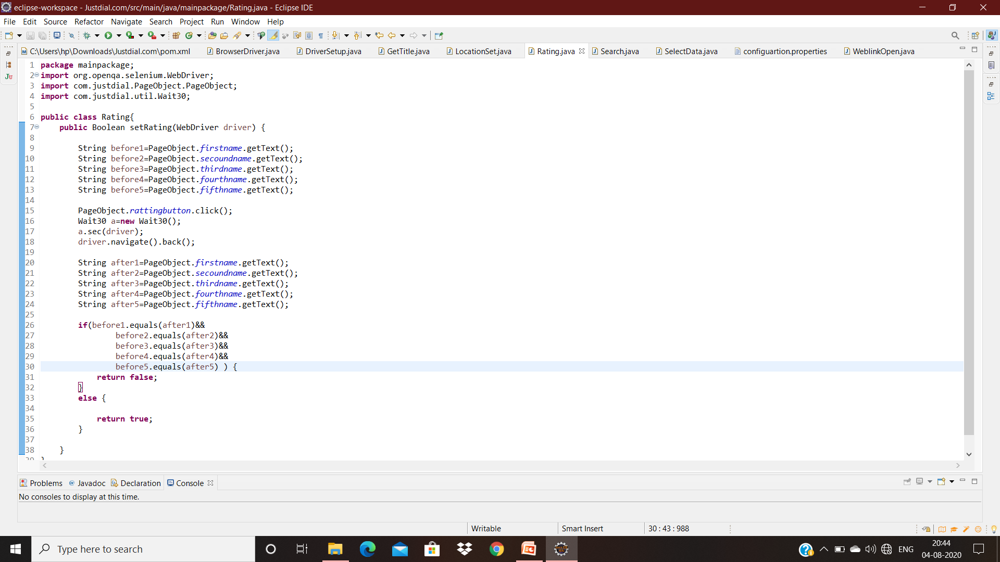 eclipse-workspace - Justdial.com/src/main/java/mainpackage/Rating.java - Eclipse IDE
File Edit Source Refactor Navigate Search Project Run Window Help
C:\Users\hp\Downloads\Justdial.com\pom.xml BrowserDriver.java DriverSetup.java GetTitle.java LocationSet.java Rating.java Search.java SelectData.java configuartion.properties WeblinkOpen.java
1 package mainpackage;
2 import org.openqa.selenium.WebDriver;
3 import com.justdial.PageObject.PageObject;
4 import com.justdial.util.Wait30;
5
6 public class Rating{
7 public Boolean setRating(WebDriver driver) {
8
9 String before1=PageObject.firstname.getText();
10 String before2=PageObject.secoundname.getText();
11 String before3=PageObject.thirdname.getText();
12 String before4=PageObject.fourthname.getText();
13 String before5=PageObject.fifthname.getText();
14
15 PageObject.rattingbutton.click();
16 Wait30 a=new Wait30();
17 a.sec(driver);
18 driver.navigate().back();
19
20 String after1=PageObject.firstname.getText();
21 String after2=PageObject.secoundname.getText();
22 String after3=PageObject.thirdname.getText();
23 String after4=PageObject.fourthname.getText();
24 String after5=PageObject.fifthname.getText();
25
26 if(before1.equals(after1)&&
27 before2.equals(after2)&&
28 before3.equals(after3)&&
29 before4.equals(after4)&&
30 before5.equals(after5) ) {
31 return false;
32 }
33 else {
34
35 return true;
36 }
37
38 }
Problems Javadoc Declaration Console
No consoles to display at this time.
Writable Smart Insert 30 : 43 : 988
Type here to search
ENG
20:44
04-08-2020